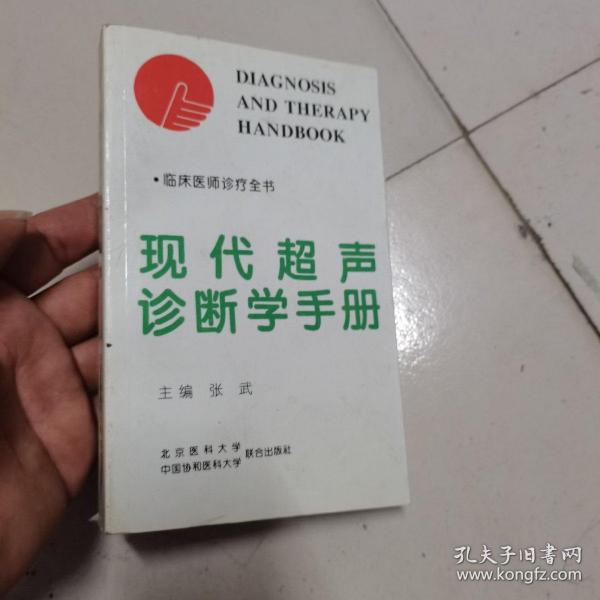 DIAGNOSIS
AND THERAPY
HANDBOOK
•临床医师诊疗全书
现代超声
诊断学手册
主编 张武
北京医科大学
中国协和医科大学
联合出版社
孔夫子旧书网
www.kongfz.com